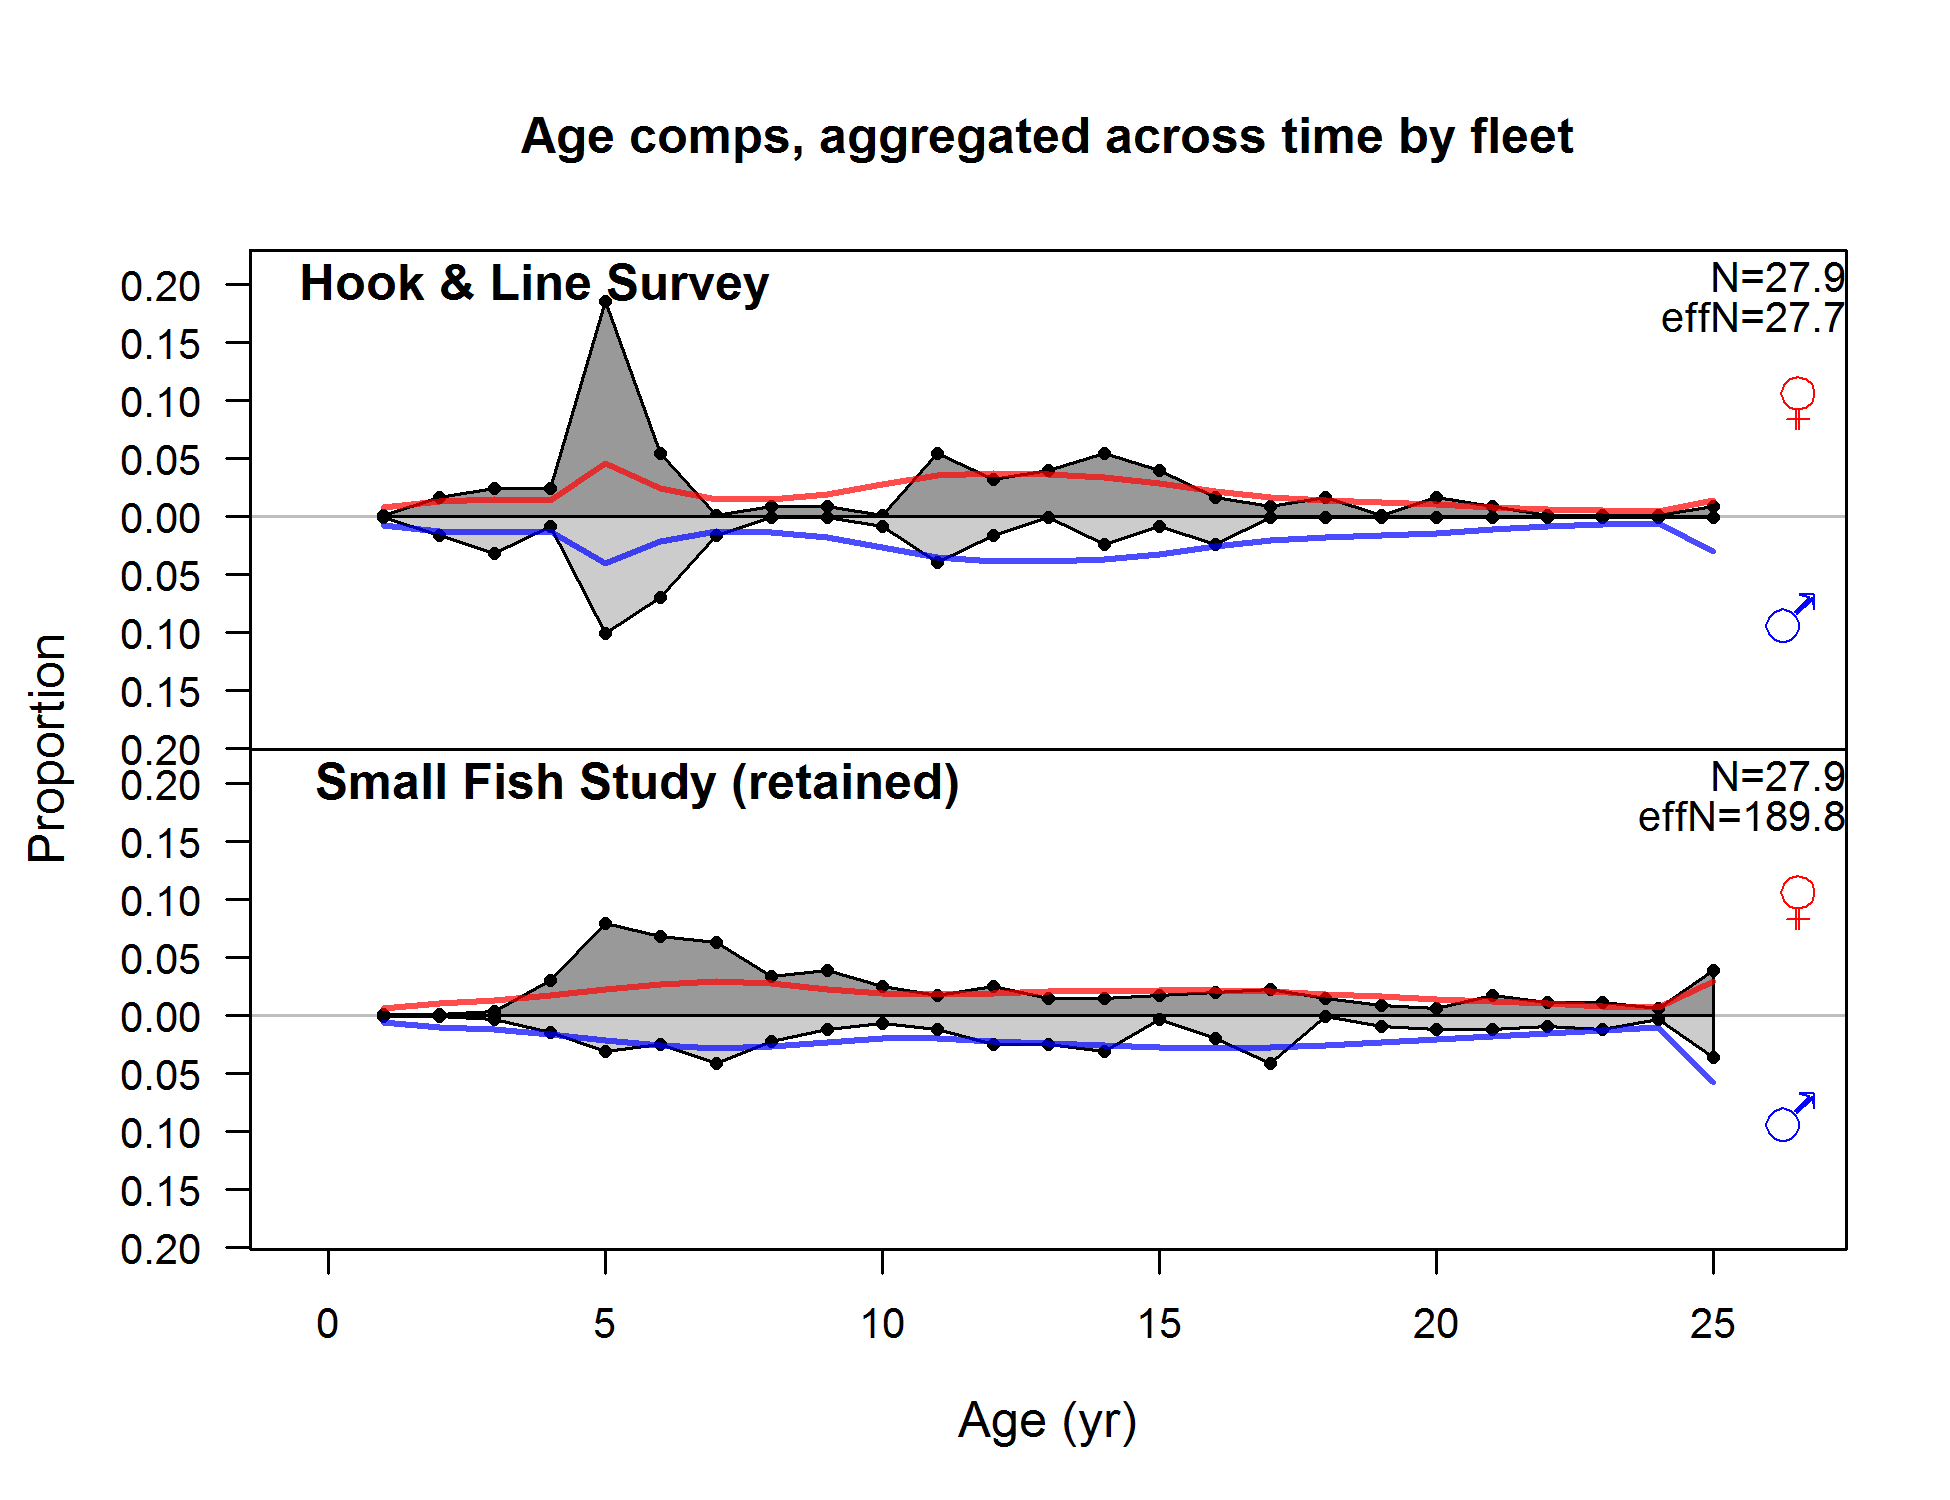 Age comps, aggregated across time by fleet
Hook & Line Survey
N=27.9
effN=27.7
♀
♂
0.20
0.15
0.10
0.05
0.00
0.05
0.10
0.15
0.20
Proportion
Small Fish Study (retained)
N=27.9
effN=189.8
♀
♂
0.20
0.15
0.10
0.05
0.00
0.05
0.10
0.15
0.20
0 5 10 15 20 25
Age (yr)